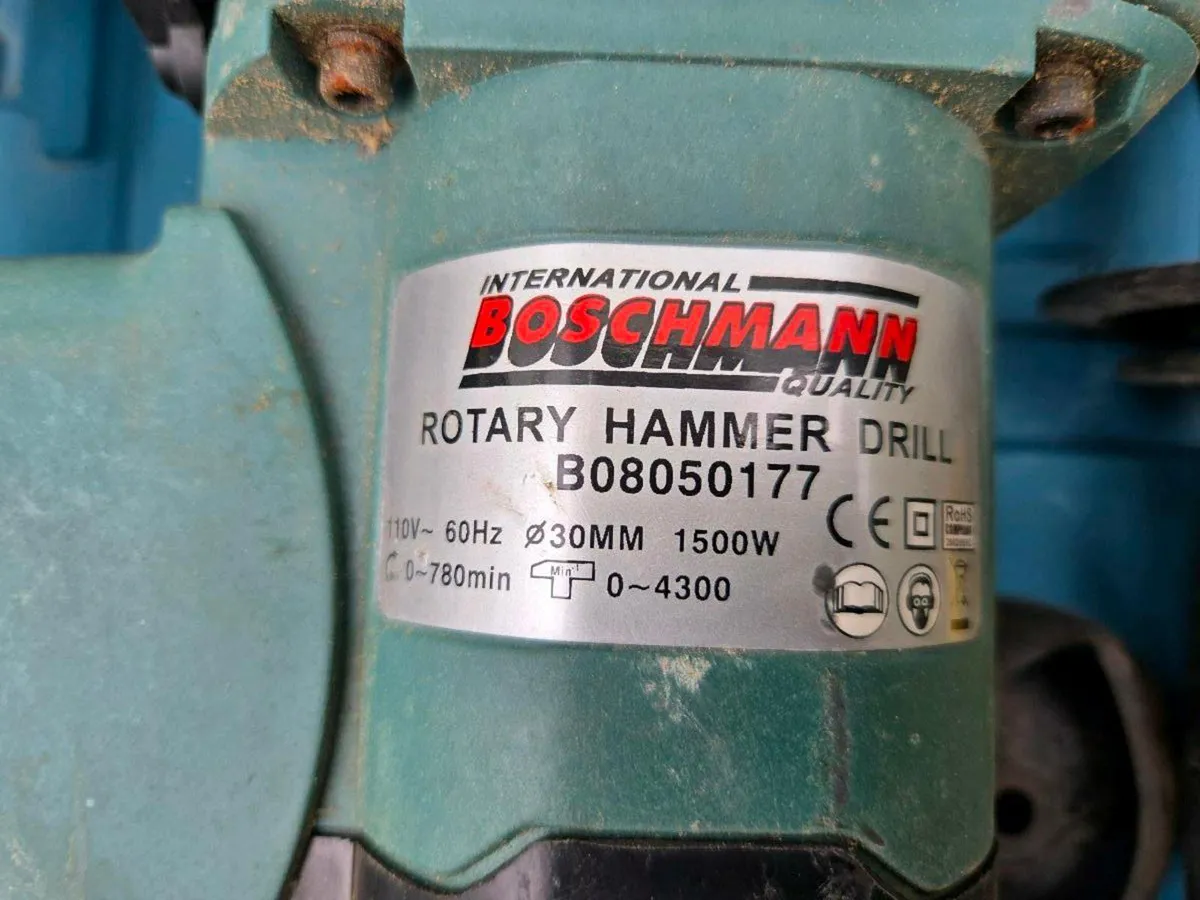 INTERNATIONAL
BOSCHMANN
QUALITY
ROTARY HAMMER DRILL
B08050177
110V~ 60Hz Ø30MM 1500W
0~780min Min⁻¹ 0~4300
CE
RoHS
COMPLIANT